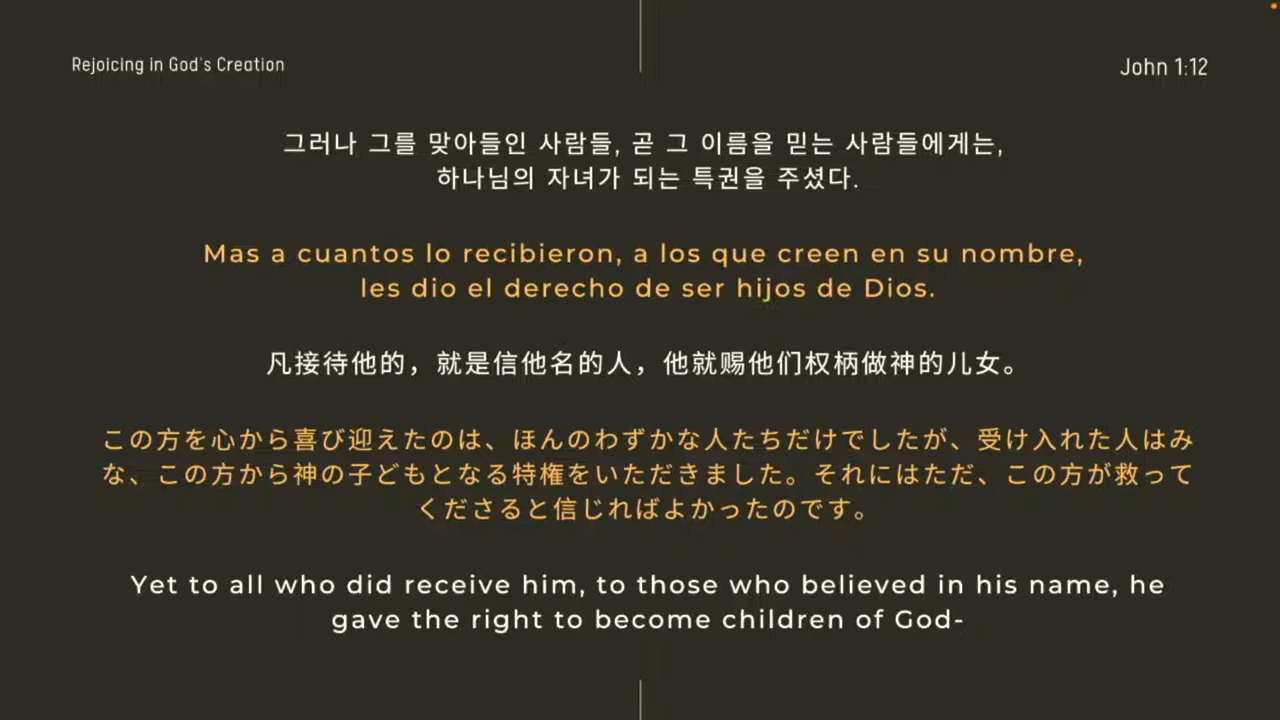 Rejoicing in God's Creation
John 1:12
그러나 그를 맞아들인 사람들, 곧 그 이름을 믿는 사람들에게는,
하나님의 자녀가 되는 특권을 주셨다.
Mas a cuantos lo recibieron, a los que creen en su nombre,
les dio el derecho de ser hijos de Dios.
凡接待他的，就是信他名的人，他就赐他们权柄做神的儿女。
この方を心から喜び迎えたのは、ほんのわずかな人たちだけでしたが、受け入れた人はみ
な、この方から神の子どもとなる特権をいただきました。それにはただ、この方が救って
くださると信じればよかったのです。
Yet to all who did receive him, to those who believed in his name, he
gave the right to become children of God-